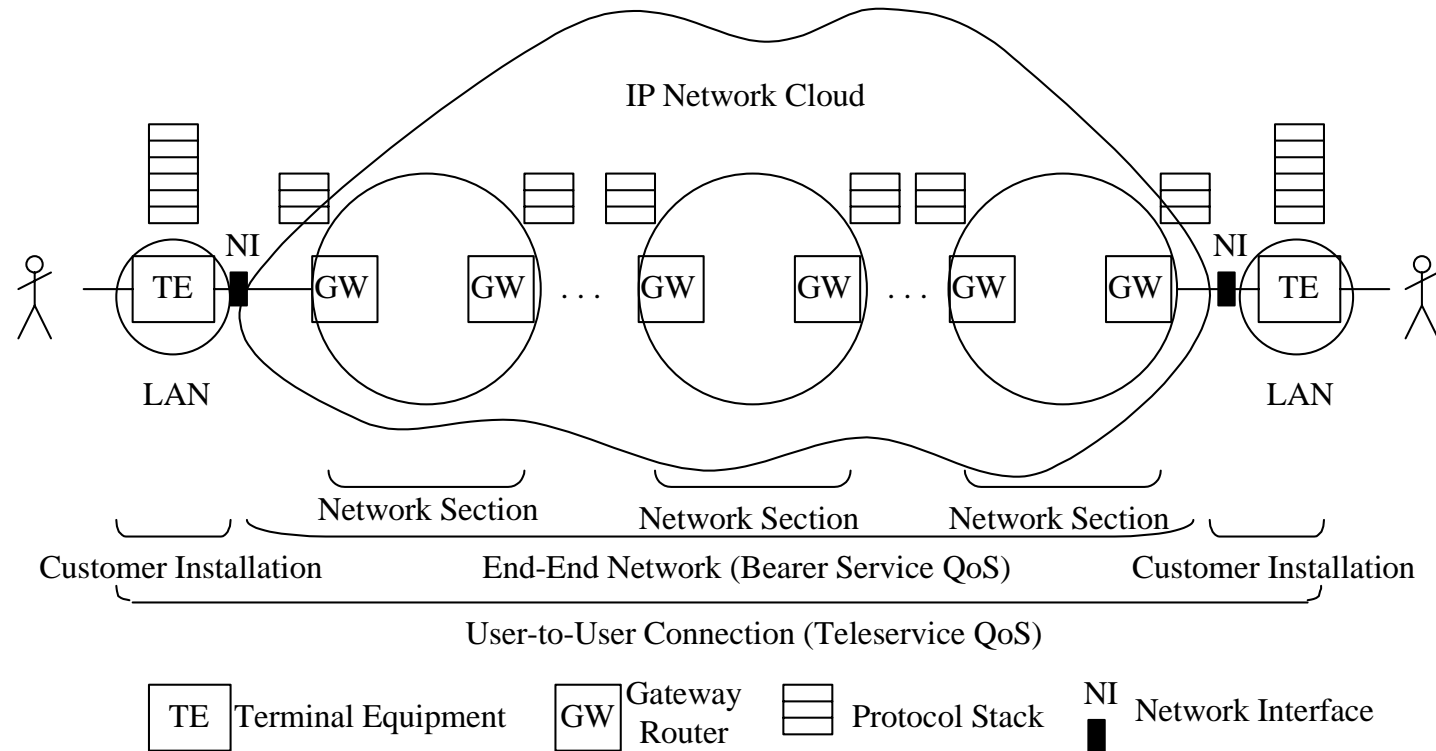 IP Network Cloud
NI
NI
TE
GW
GW
. . .
GW
GW
. . .
GW
GW
TE
LAN
LAN
Network Section
Network Section
Network Section
Customer Installation
End-End Network (Bearer Service QoS)
Customer Installation
User-to-User Connection (Teleservice QoS)
TE
Terminal Equipment
GW
Gateway
Router
Protocol Stack
NI
Network Interface